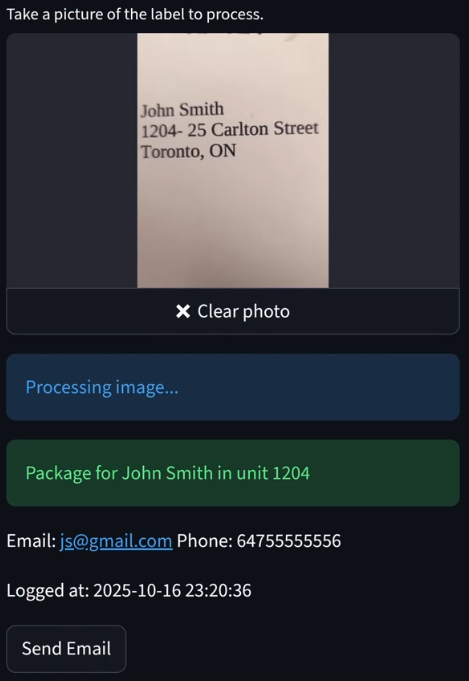 Take a picture of the label to process.
John Smith
1204- 25 Carlton Street
Toronto, ON
Clear photo
Processing image...
Package for John Smith in unit 1204
Email: js@gmail.com Phone: 64755555556
Logged at: 2025-10-16 23:20:36
Send Email